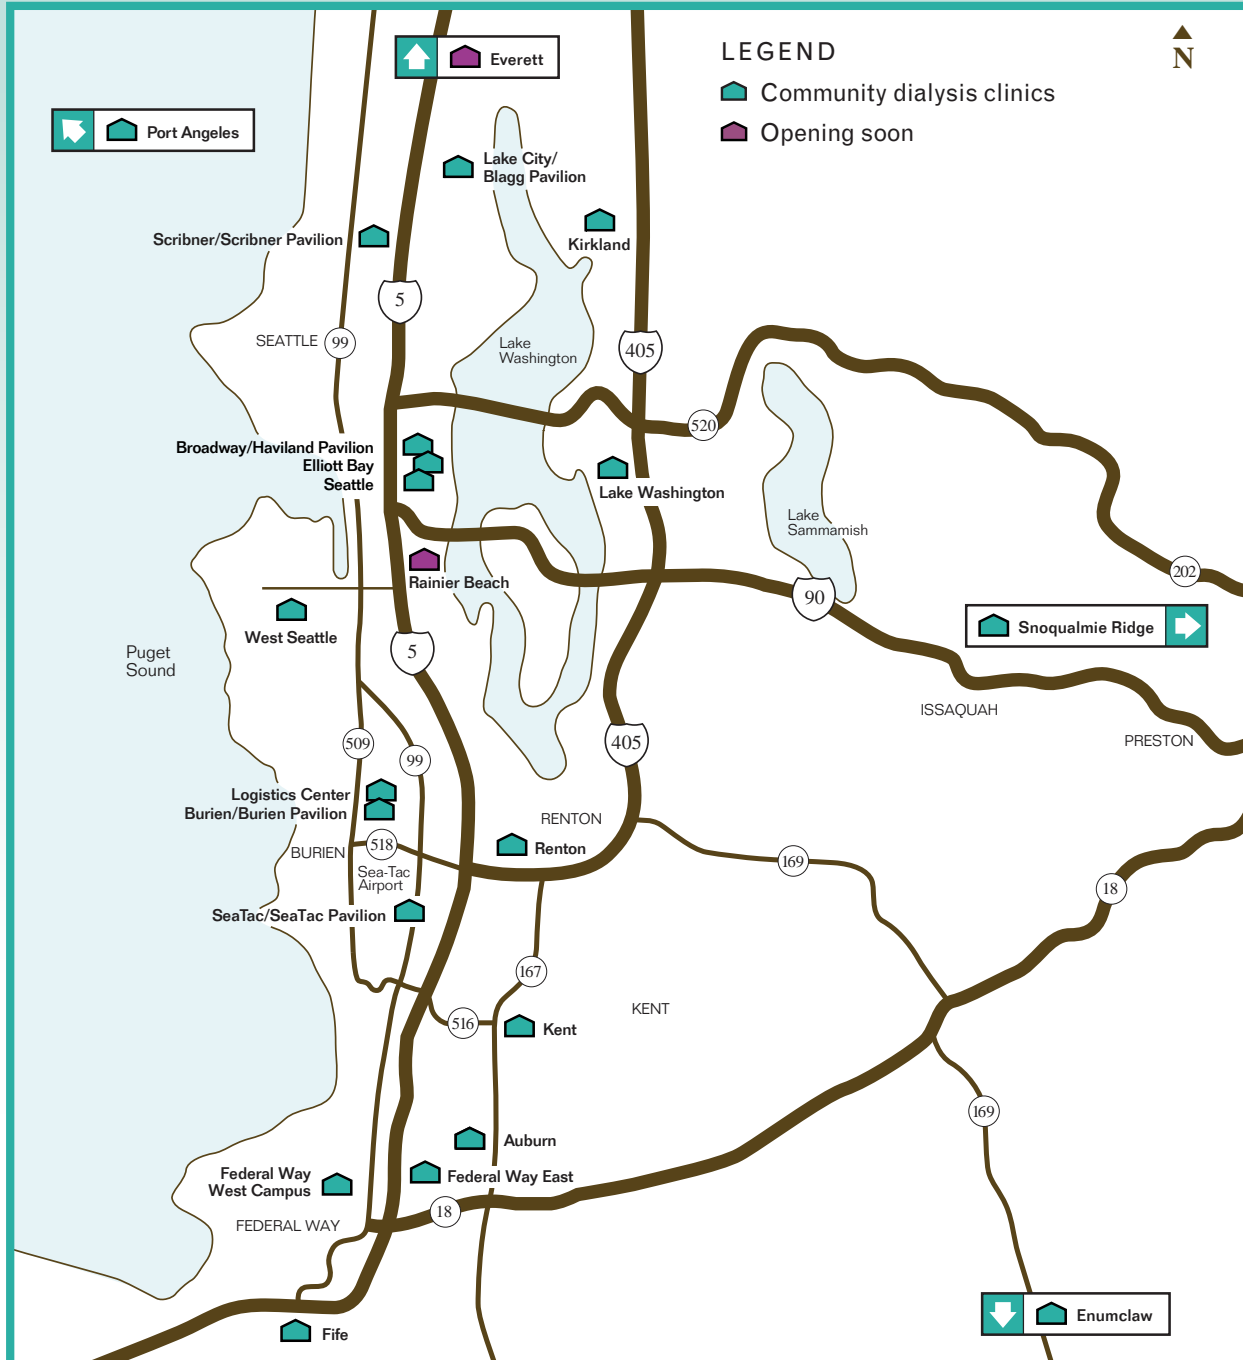 Everett
LEGEND
N
Community dialysis clinics
Opening soon
Port Angeles
Lake City/
Blagg Pavilion
Scribner/Scribner Pavilion
Kirkland
5
SEATTLE
99
Lake
Washington
405
520
Broadway/Haviland Pavilion
Elliott Bay
Seattle
Lake Washington
Lake
Sammamish
202
Rainier Beach
90
West Seattle
Snoqualmie Ridge
5
Puget
Sound
ISSAQUAH
PRESTON
509
99
405
Logistics Center
Burien/Burien Pavilion
RENTON
BURIEN
518
Renton
169
Sea-Tac
Airport
18
SeaTac/SeaTac Pavilion
167
KENT
516
Kent
169
Auburn
Federal Way
West Campus
Federal Way East
18
FEDERAL WAY
Enumclaw
Fife